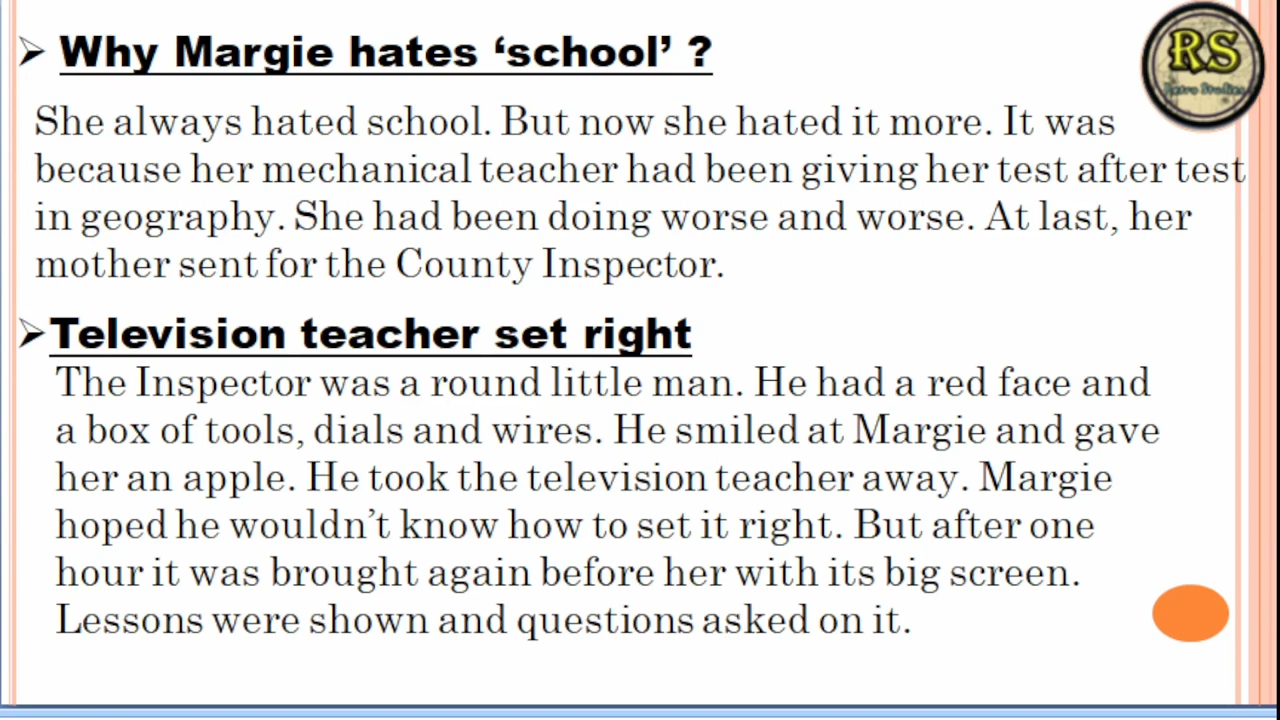 Why Margie hates ‘school’ ?
RS
Retro Studies
She always hated school. But now she hated it more. It was
because her mechanical teacher had been giving her test after test
in geography. She had been doing worse and worse. At last, her
mother sent for the County Inspector.
Television teacher set right
The Inspector was a round little man. He had a red face and
a box of tools, dials and wires. He smiled at Margie and gave
her an apple. He took the television teacher away. Margie
hoped he wouldn’t know how to set it right. But after one
hour it was brought again before her with its big screen.
Lessons were shown and questions asked on it.